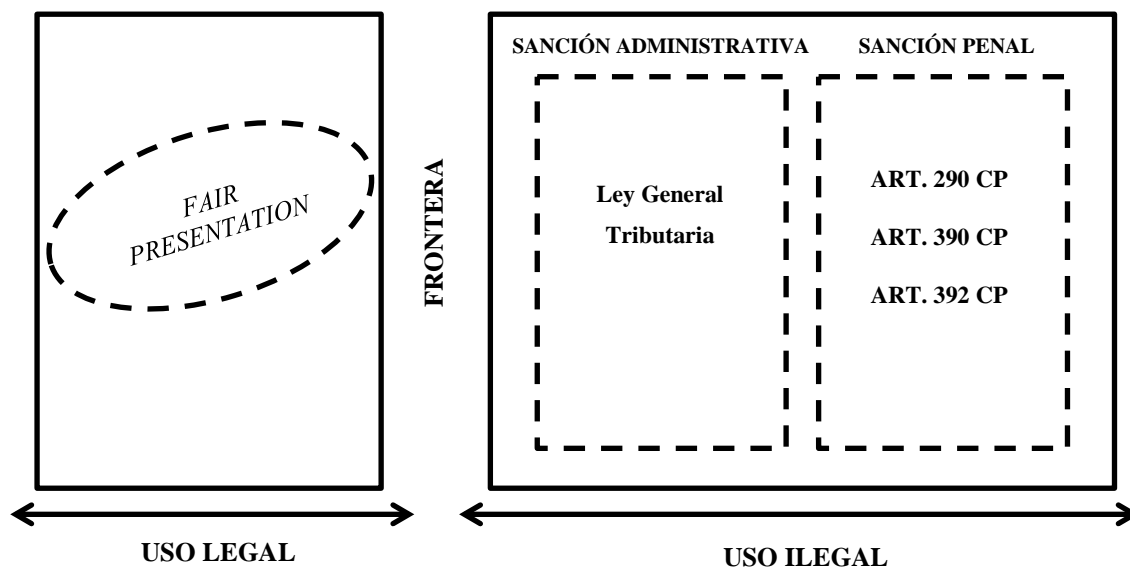 FAIR
PRESENTATION
FRONTERA
SANCIÓN ADMINISTRATIVA
Ley General
Tributaria
SANCIÓN PENAL
ART. 290 CP
ART. 390 CP
ART. 392 CP
USO LEGAL
USO ILEGAL